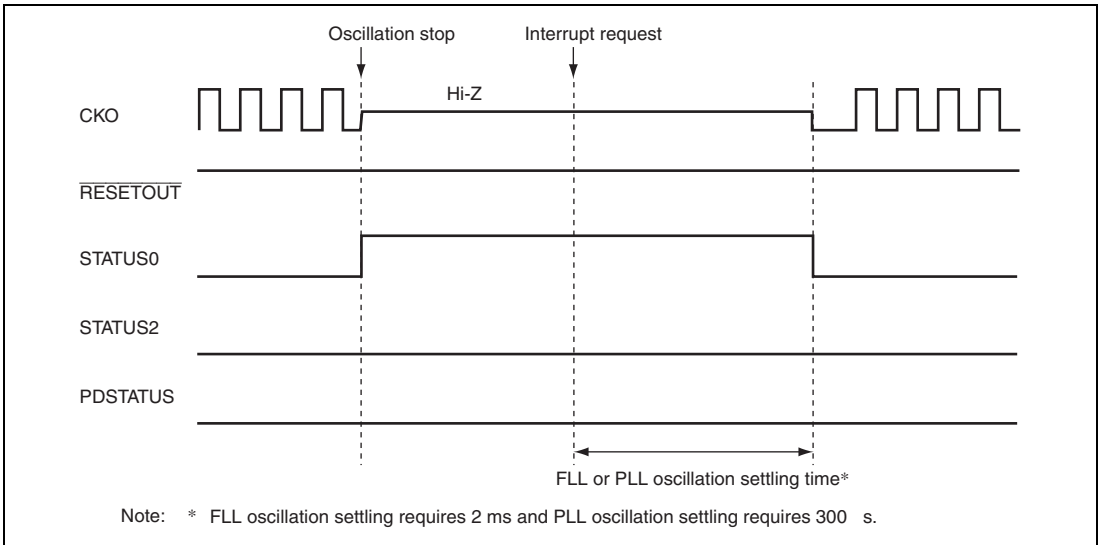 Oscillation stop Interrupt request
Hi-Z
CKO
RESETOUT
STATUS0
STATUS2
PDSTATUS
FLL or PLL oscillation settling time*
Note: * FLL oscillation settling requires 2 ms and PLL oscillation settling requires 300 s.